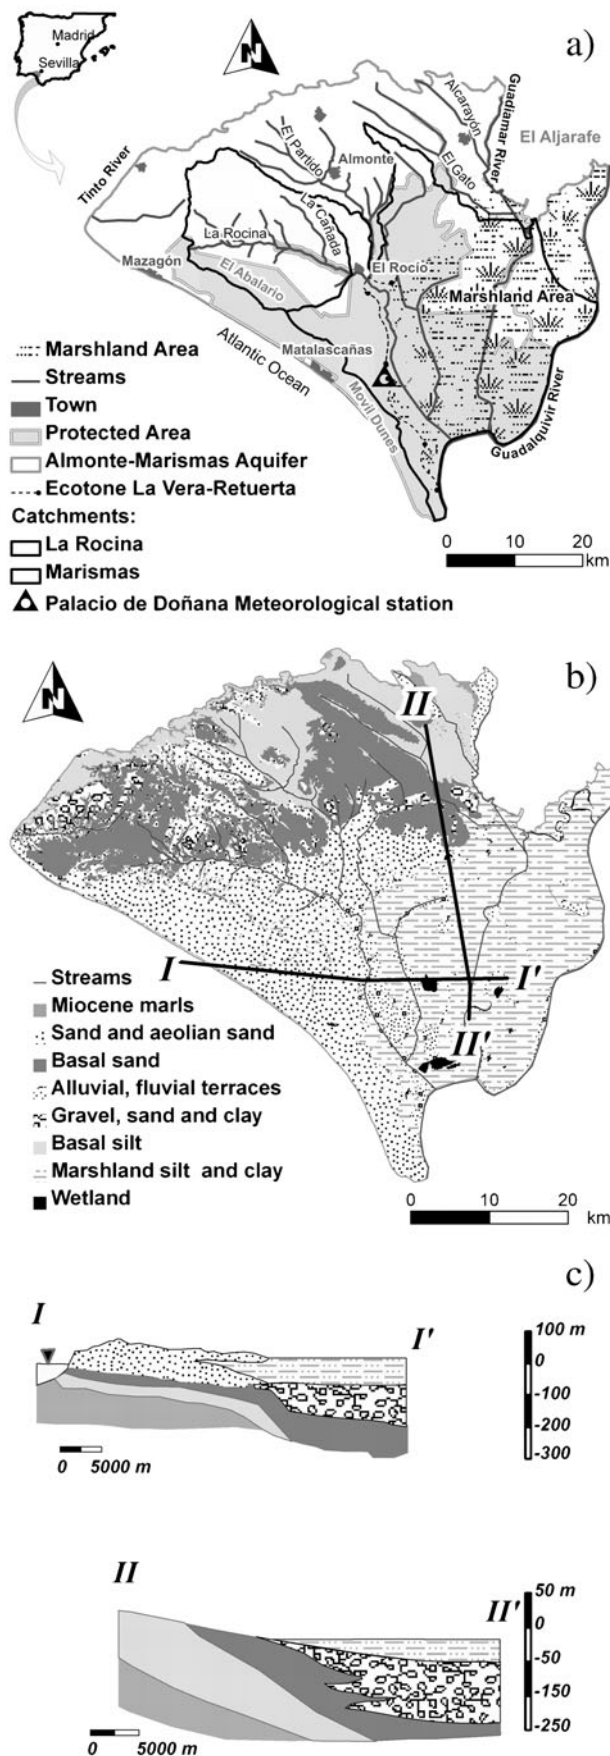 Madrid
Sevilla
N
a)
Tinto River
El Partido
Almonte
Alcarayón
El Gato
Guadiamar River
El Aljarafe
La Cañada
La Rocina
El Rocío
Mazagón
El Abalario
Marshland Area
Atlantic Ocean
Matalascañas
Movil Dunes
Guadalquivir River
Marshland Area
Streams
Town
Protected Area
Almonte-Marismas Aquifer
Ecotone La Vera-Retuerta
Catchments:
La Rocina
Marismas
Palacio de Doñana Meteorological station
0 10 20
km
b)
N
II
I
I'
II'
Streams
Miocene marls
Sand and aeolian sand
Basal sand
Alluvial, fluvial terraces
Gravel, sand and clay
Basal silt
Marshland silt and clay
Wetland
0 10 20
km
c)
I
I'
100 m
0
-100
-200
-300
0 5000 m
II
II'
50 m
0
-50
-150
-250
0 5000 m